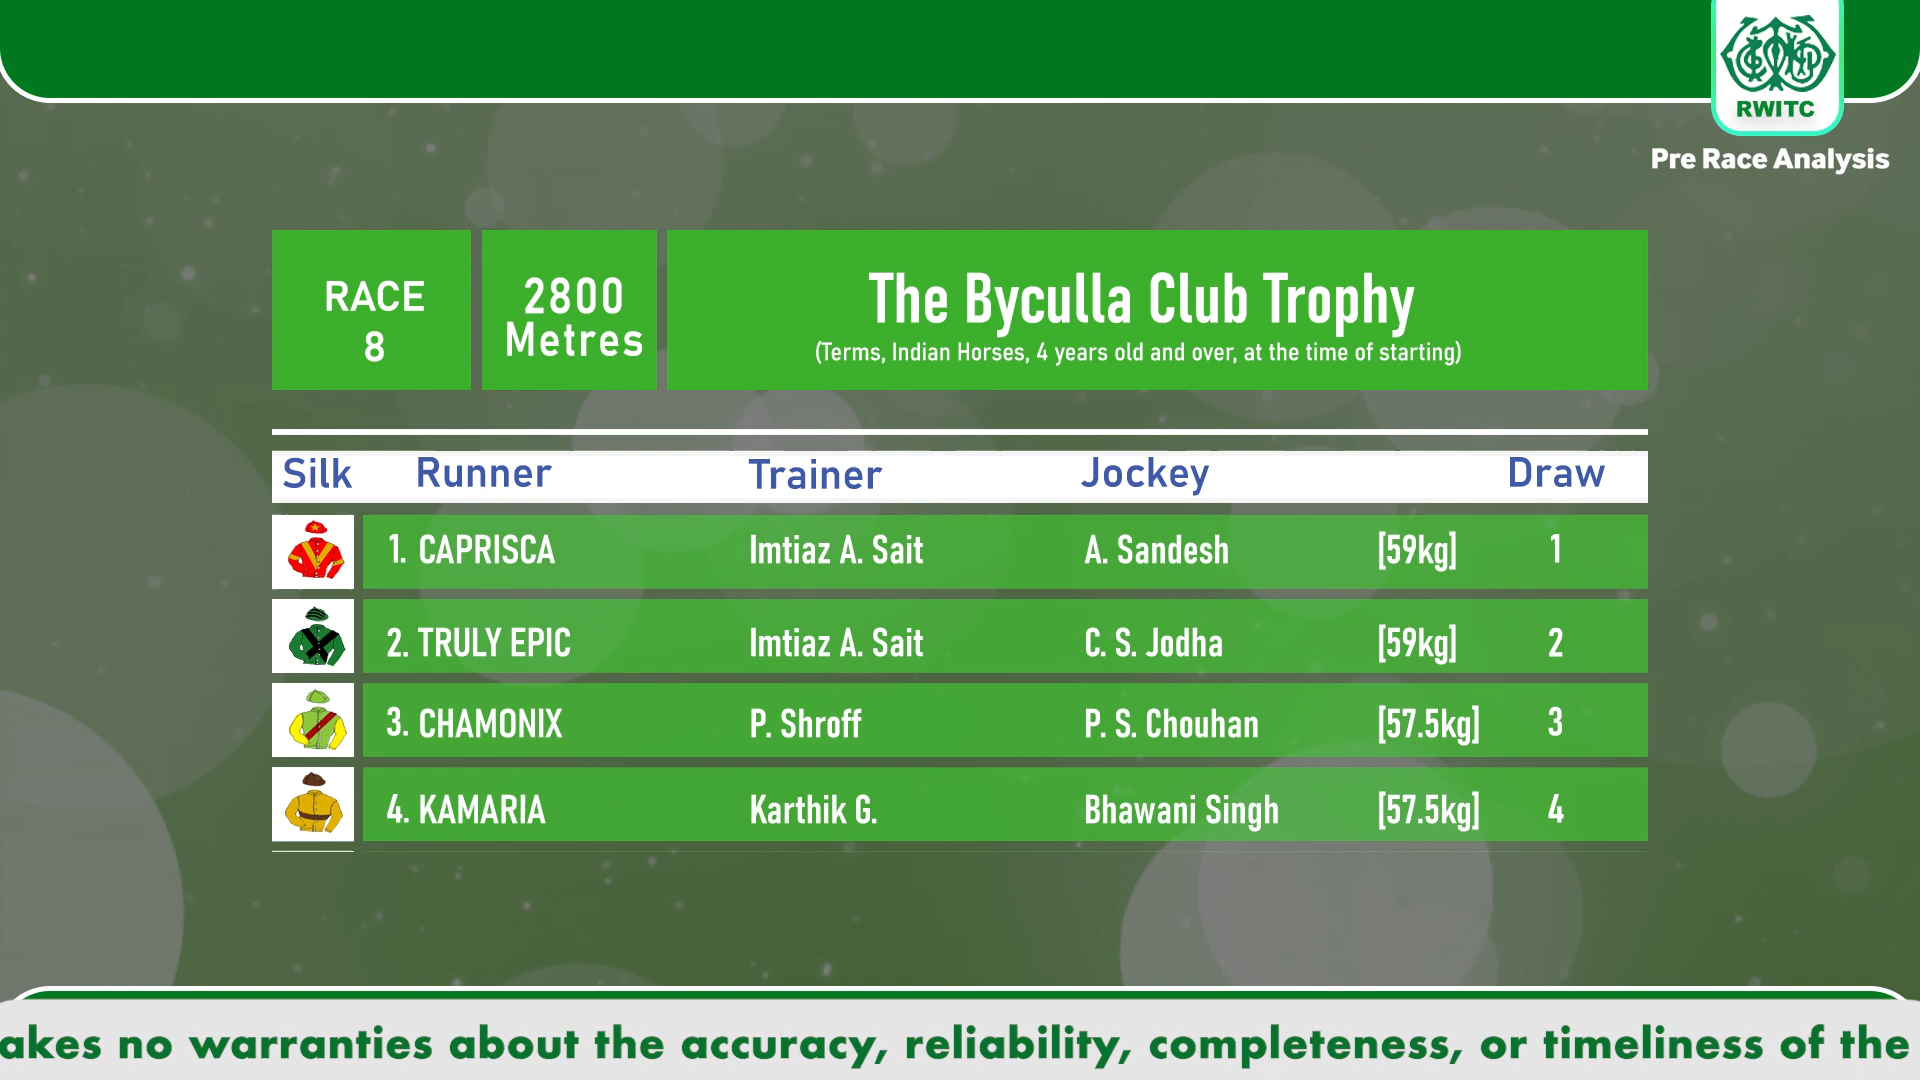 RWITC
Pre Race Analysis
RACE
8
2800
Metres
The Byculla Club Trophy
(Terms, Indian Horses, 4 years old and over, at the time of starting)
Silk Runner Trainer Jockey Draw
1. CAPRISCA Imtiaz A. Sait A. Sandesh [59kg] 1
2. TRULY EPIC Imtiaz A. Sait C. S. Jodha [59kg] 2
3. CHAMONIX P. Shroff P. S. Chouhan [57.5kg] 3
4. KAMARIA Karthik G. Bhawani Singh [57.5kg] 4
akes no warranties about the accuracy, reliability, completeness, or timeliness of the